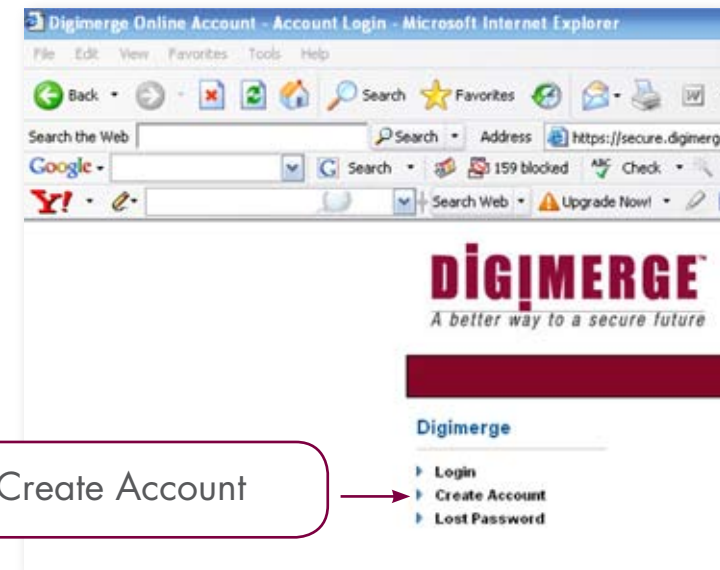 Digimerge Online Account - Account Login - Microsoft Internet Explorer
File Edit View Favorites Tools Help
Back Search Favorites
Search the Web Search Address https://secure.digimerg
Google Search 159 blocked Check
Y! Search Web Upgrade Now!
DIGIMERGE™
A better way to a secure future
Digimerge
Login
Create Account
Create Account
Lost Password